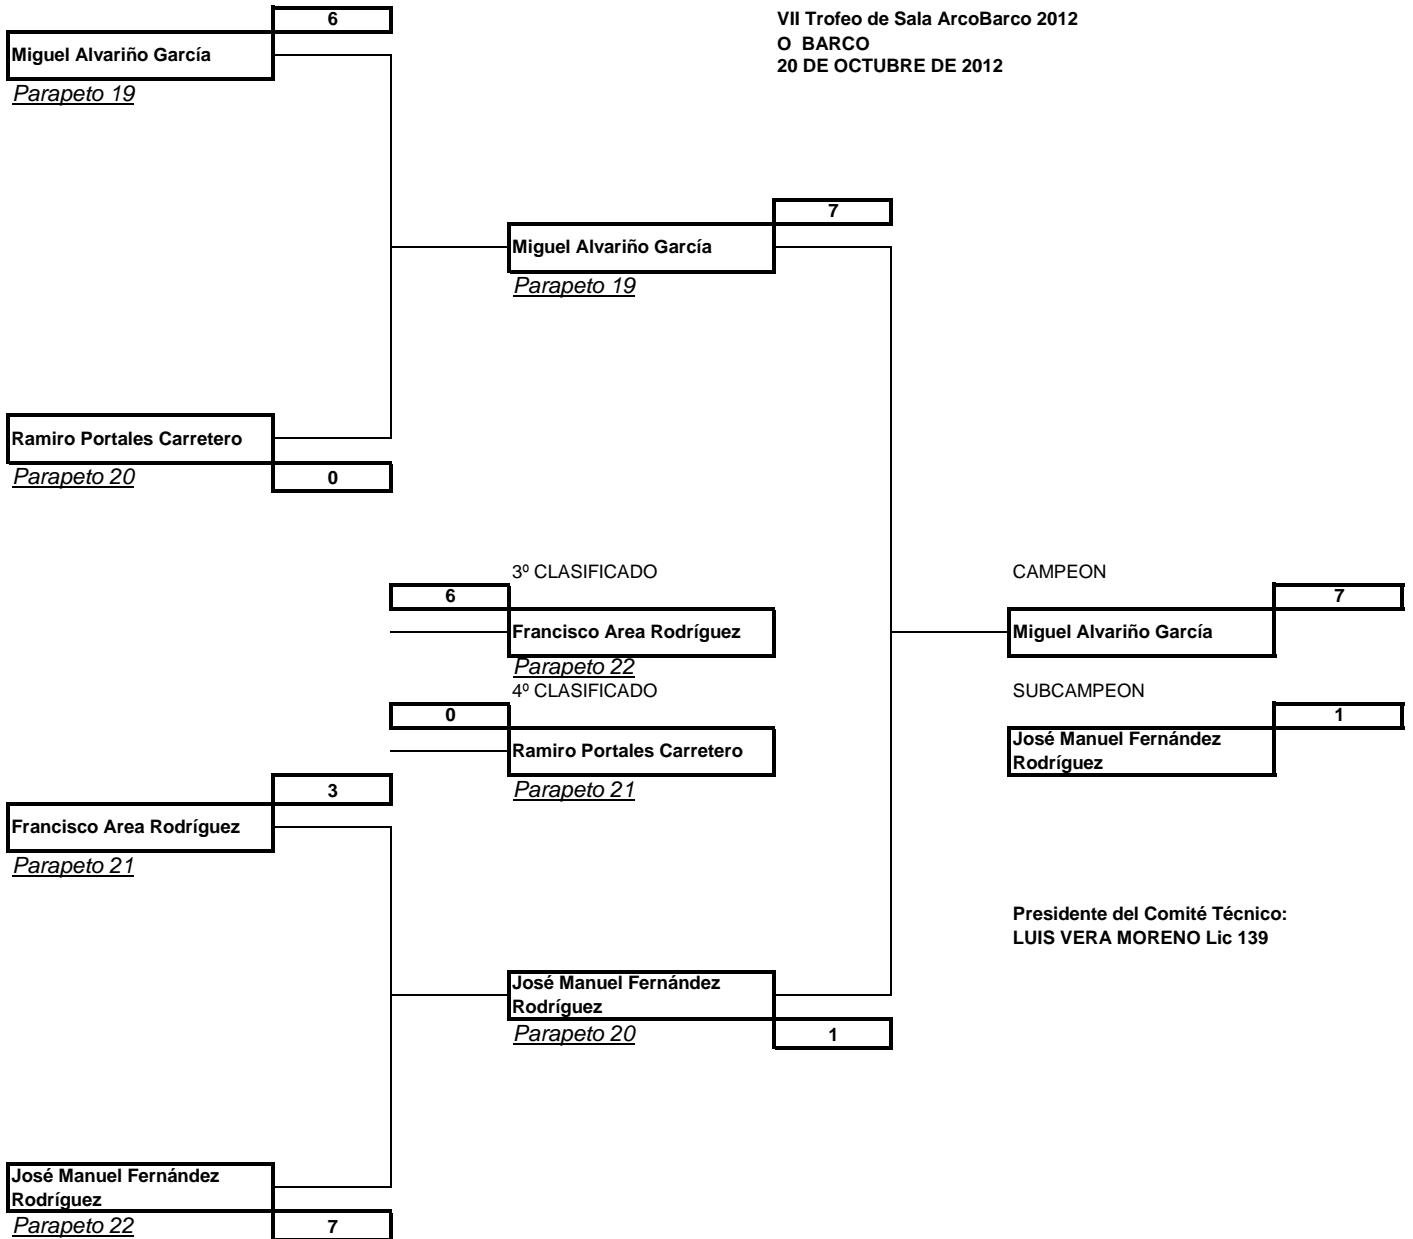 6
VII Trofeo de Sala ArcoBarco 2012
Miguel Alvariño García
O BARCO
20 DE OCTUBRE DE 2012
Parapeto 19
7
Miguel Alvariño García
Parapeto 19
Ramiro Portales Carretero
Parapeto 20
0
3º CLASIFICADO
CAMPEON
6
7
Francisco Area Rodríguez
Miguel Alvariño García
Parapeto 22
4º CLASIFICADO
SUBCAMPEON
0
1
Ramiro Portales Carretero
José Manuel Fernández
Rodríguez
Parapeto 21
3
Francisco Area Rodríguez
Parapeto 21
Presidente del Comité Técnico:
LUIS VERA MORENO Lic 139
José Manuel Fernández
Rodríguez
Parapeto 20
1
José Manuel Fernández
Rodríguez
Parapeto 22
7